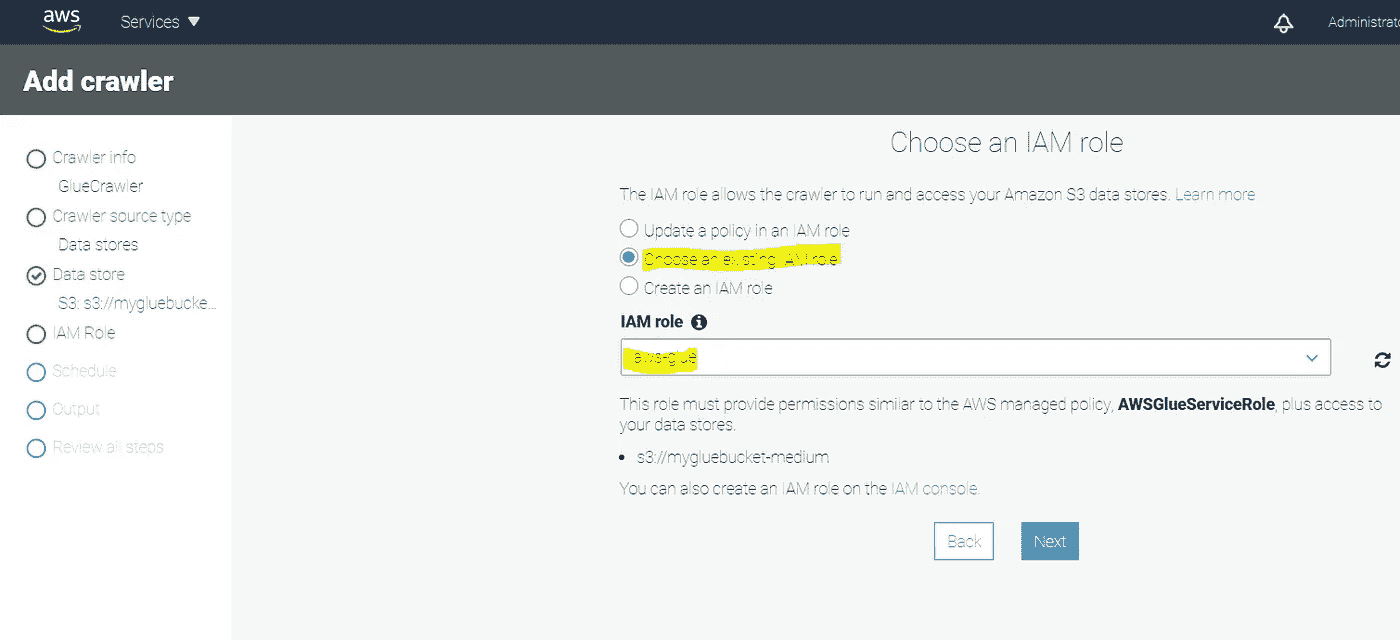 aws
Services
Administrato
Add crawler
Crawler info
GlueCrawler
Crawler source type
Data stores
Data store
S3: s3://mygluebucke...
IAM Role
Schedule
Output
Review all steps
Choose an IAM role
The IAM role allows the crawler to run and access your Amazon S3 data stores. Learn more
Update a policy in an IAM role
Choose an existing IAM role
Create an IAM role
IAM role
aws-glue
This role must provide permissions similar to the AWS managed policy, AWSGlueServiceRole, plus access to
your data stores.
• s3://mygluebucket-medium
You can also create an IAM role on the IAM console.
Back
Next